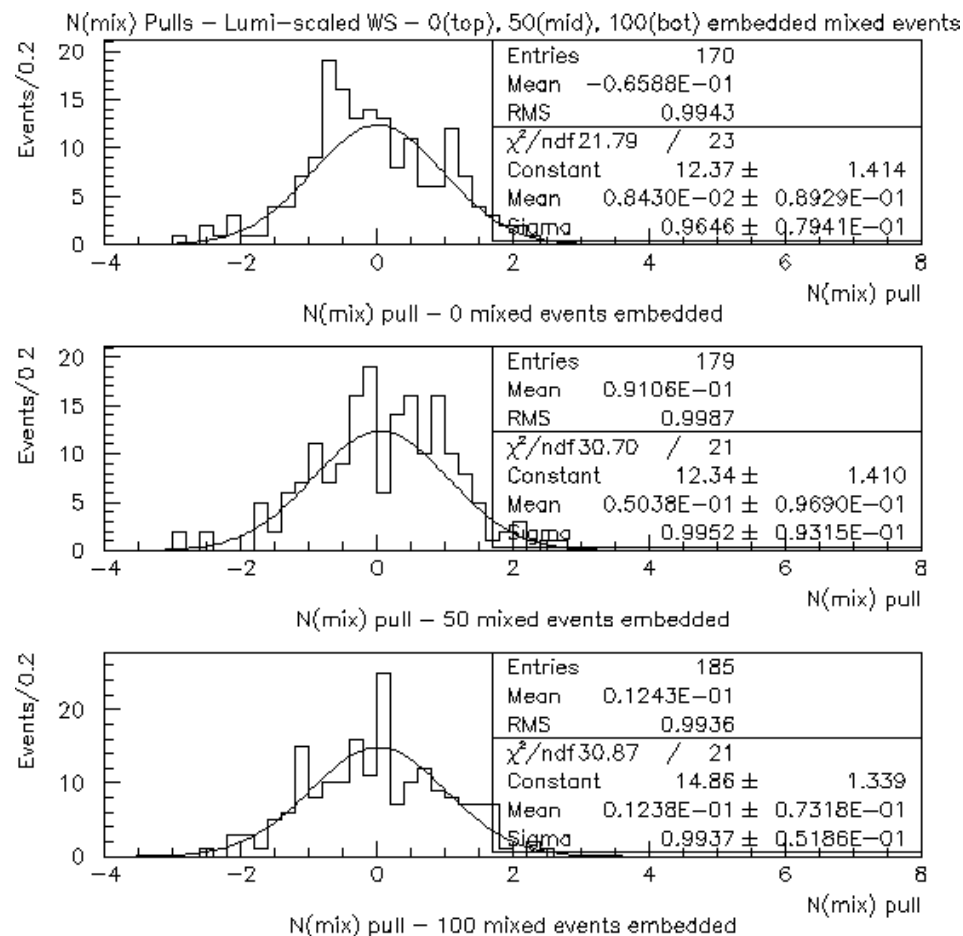 N(mix) Pulls – Lumi–scaled WS – 0(top), 50(mid), 100(bot) embedded mixed events
Events/0.2
20
15
10
5
0
Entries 170
Mean –0.6588E–01
RMS 0.9943
χ²/ndf 21.79 / 23
Constant 12.37 ± 1.414
Mean 0.8430E–02 ± 0.8929E–01
Sigma 0.9646 ± 0.7941E–01
–4 –2 0 2 4 6 8
N(mix) pull
N(mix) pull – 0 mixed events embedded
Events/0.2
20
15
10
5
0
Entries 179
Mean 0.9106E–01
RMS 0.9987
χ²/ndf 30.70 / 21
Constant 12.34 ± 1.410
Mean 0.5038E–01 ± 0.9690E–01
Sigma 0.9952 ± 0.9315E–01
–4 –2 0 2 4 6 8
N(mix) pull
N(mix) pull – 50 mixed events embedded
Events/0.2
20
10
0
Entries 185
Mean 0.1243E–01
RMS 0.9936
χ²/ndf 30.87 / 21
Constant 14.86 ± 1.339
Mean 0.1238E–01 ± 0.7318E–01
Sigma 0.9937 ± 0.5186E–01
–4 –2 0 2 4 6 8
N(mix) pull
N(mix) pull – 100 mixed events embedded